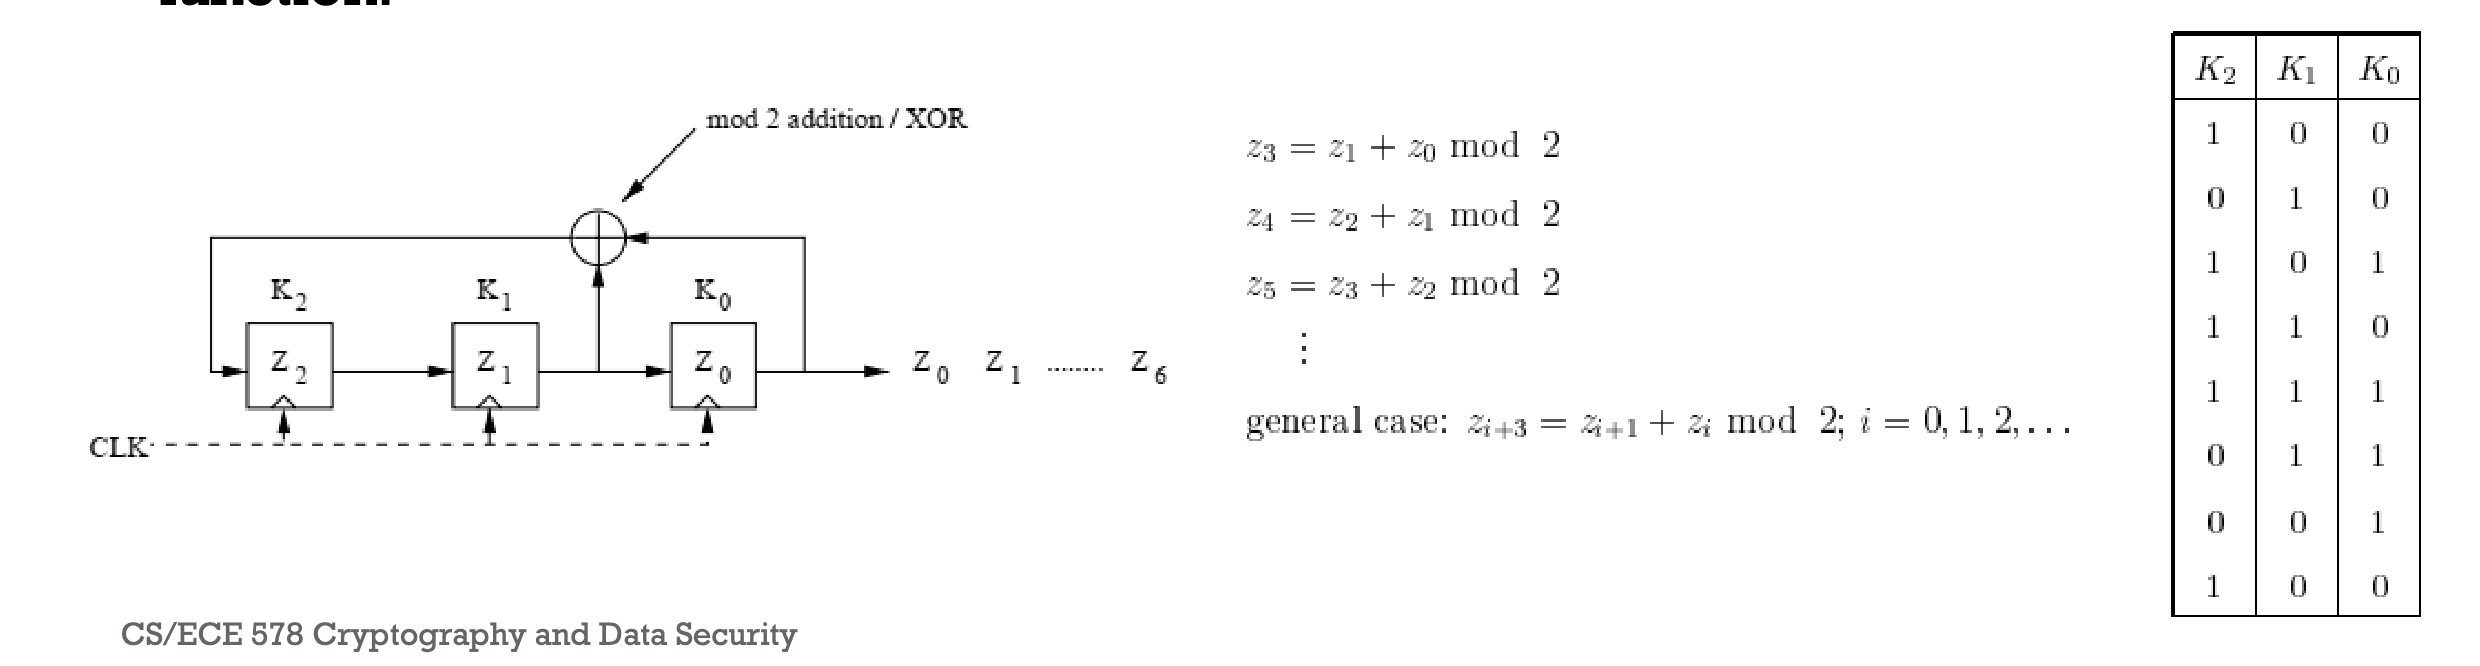 function.
mod 2 addition / XOR
K2 K1 K0
Z2 Z1 Z0 Z0 Z1 ........ Z6
CLK
z3 = z1 + z0 mod 2
z4 = z2 + z1 mod 2
z5 = z3 + z2 mod 2
⋮
general case: zi+3 = zi+1 + zi mod 2; i = 0, 1, 2, . . .
K2 K1 K0
1 0 0
0 1 0
1 0 1
1 1 0
1 1 1
0 1 1
0 0 1
1 0 0
CS/ECE 578 Cryptography and Data Security